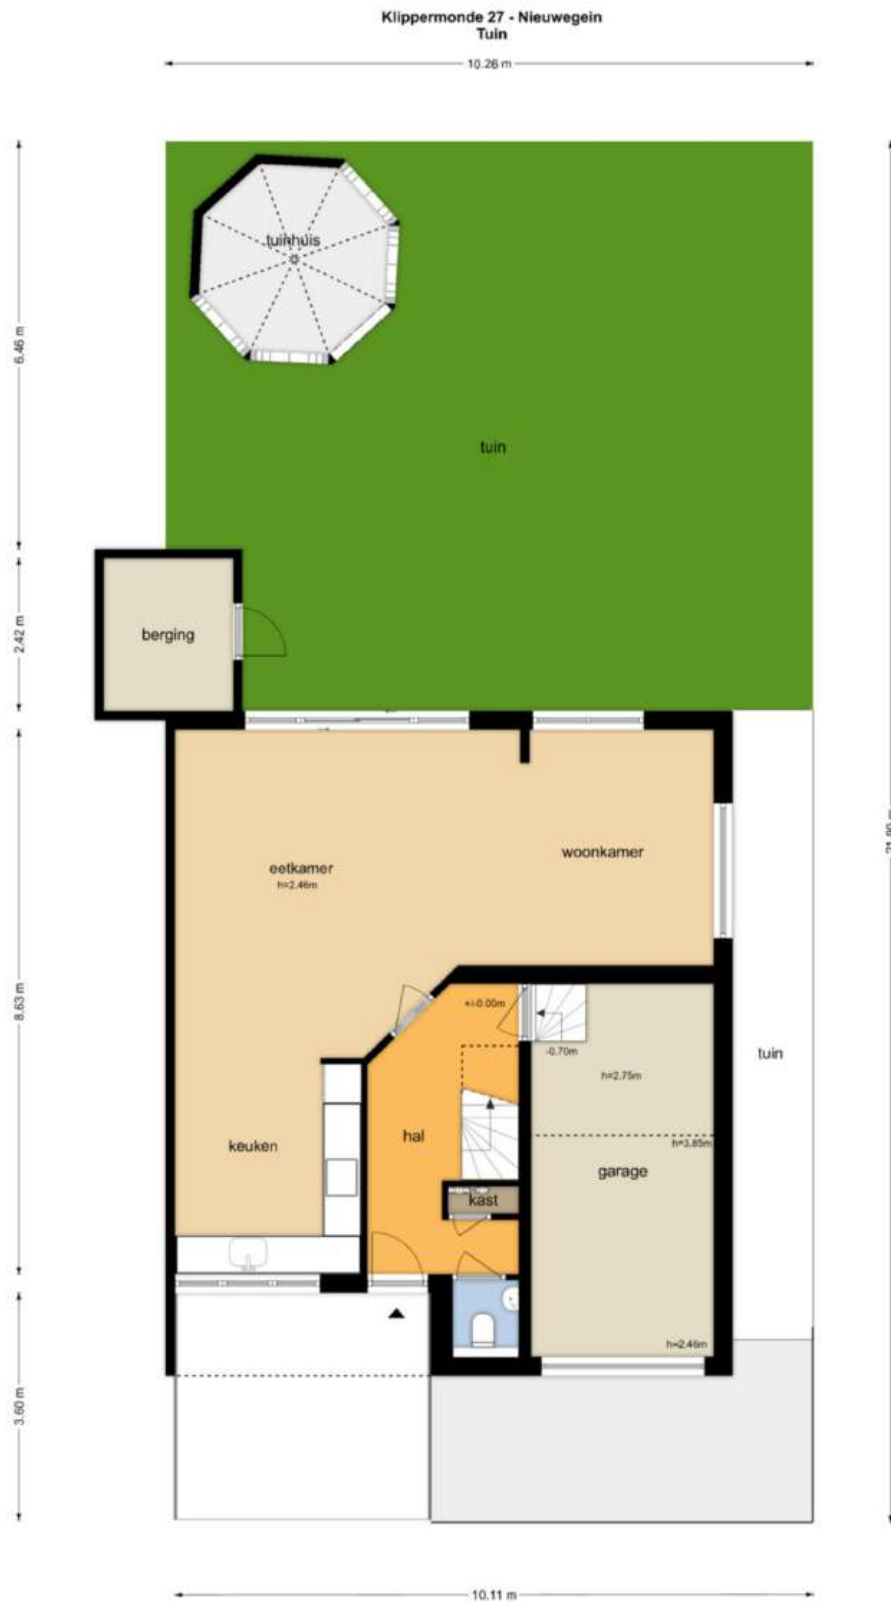 Klippermonde 27 - Nieuwegein
Tuin
10.26 m
tuinhuis
6.46 m
tuin
2.42 m
berging
eetkamer
h=2.46m
woonkamer
8.63 m
+/-0.00m
-0.70m
h=2.75m
tuin
hal
keuken
h=3.85m
garage
kast
h=2.46m
3.60 m
10.11 m